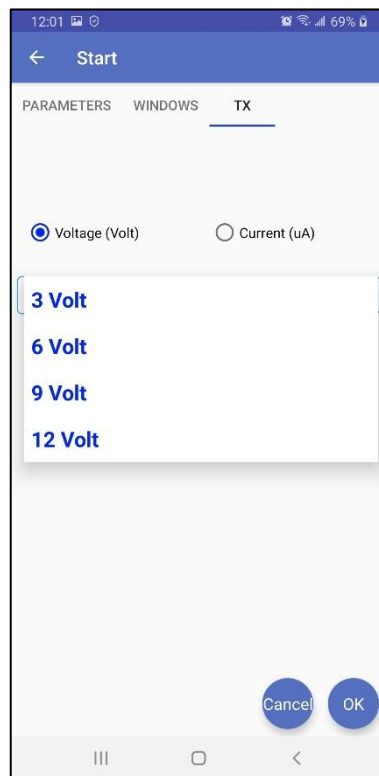 12:01 69%
Start
PARAMETERS WINDOWS TX
Voltage (Volt) Current (uA)
3 Volt
6 Volt
9 Volt
12 Volt
Cancel OK